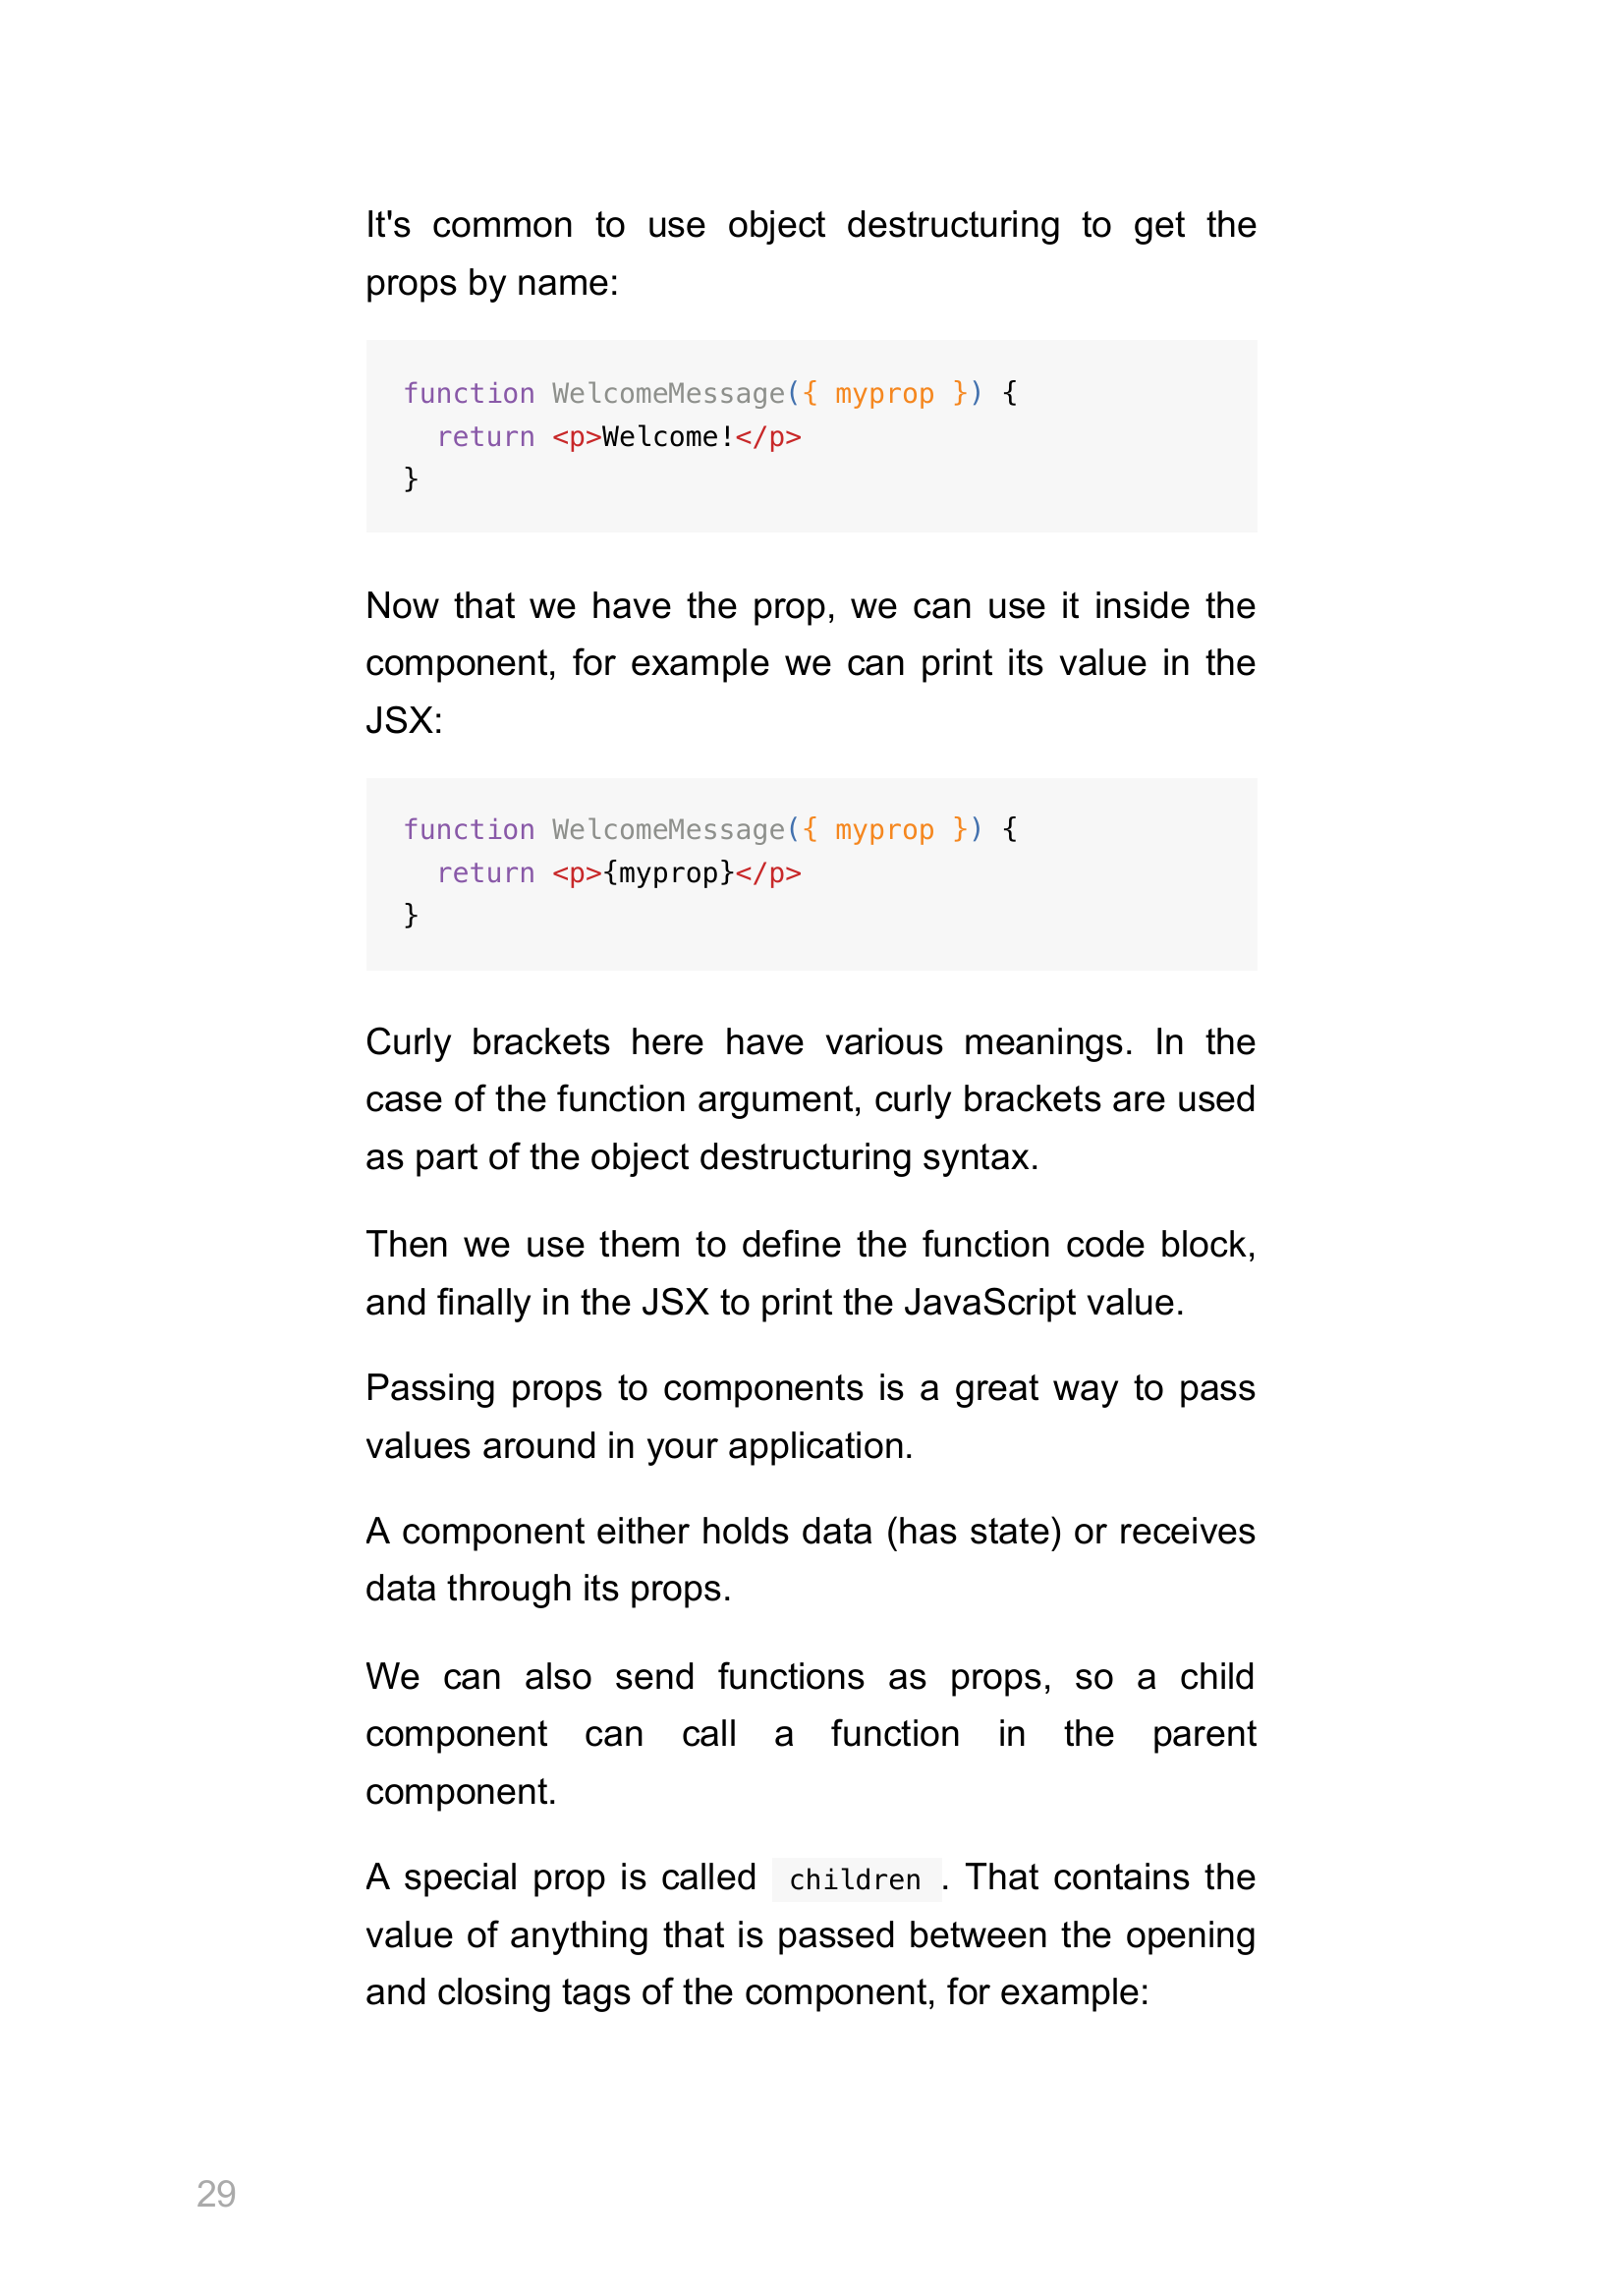 It's common to use object destructuring to get the
props by name:
function WelcomeMessage({ myprop }) {
  return <p>Welcome!</p>
}
Now that we have the prop, we can use it inside the
component, for example we can print its value in the
JSX:
function WelcomeMessage({ myprop }) {
  return <p>{myprop}</p>
}
Curly brackets here have various meanings. In the
case of the function argument, curly brackets are used
as part of the object destructuring syntax.
Then we use them to define the function code block,
and finally in the JSX to print the JavaScript value.
Passing props to components is a great way to pass
values around in your application.
A component either holds data (has state) or receives
data through its props.
We can also send functions as props, so a child
component can call a function in the parent
component.
A special prop is called children . That contains the
value of anything that is passed between the opening
and closing tags of the component, for example:
29